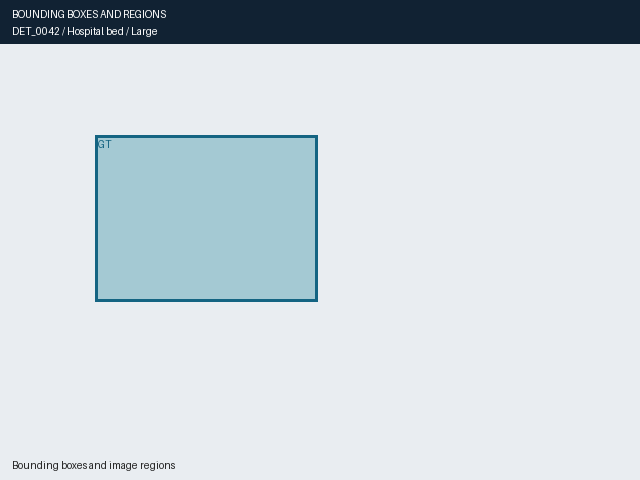 BOUNDING BOXES AND REGIONS
DET_0042 / Hospital bed / Large
GT
Bounding boxes and image regions